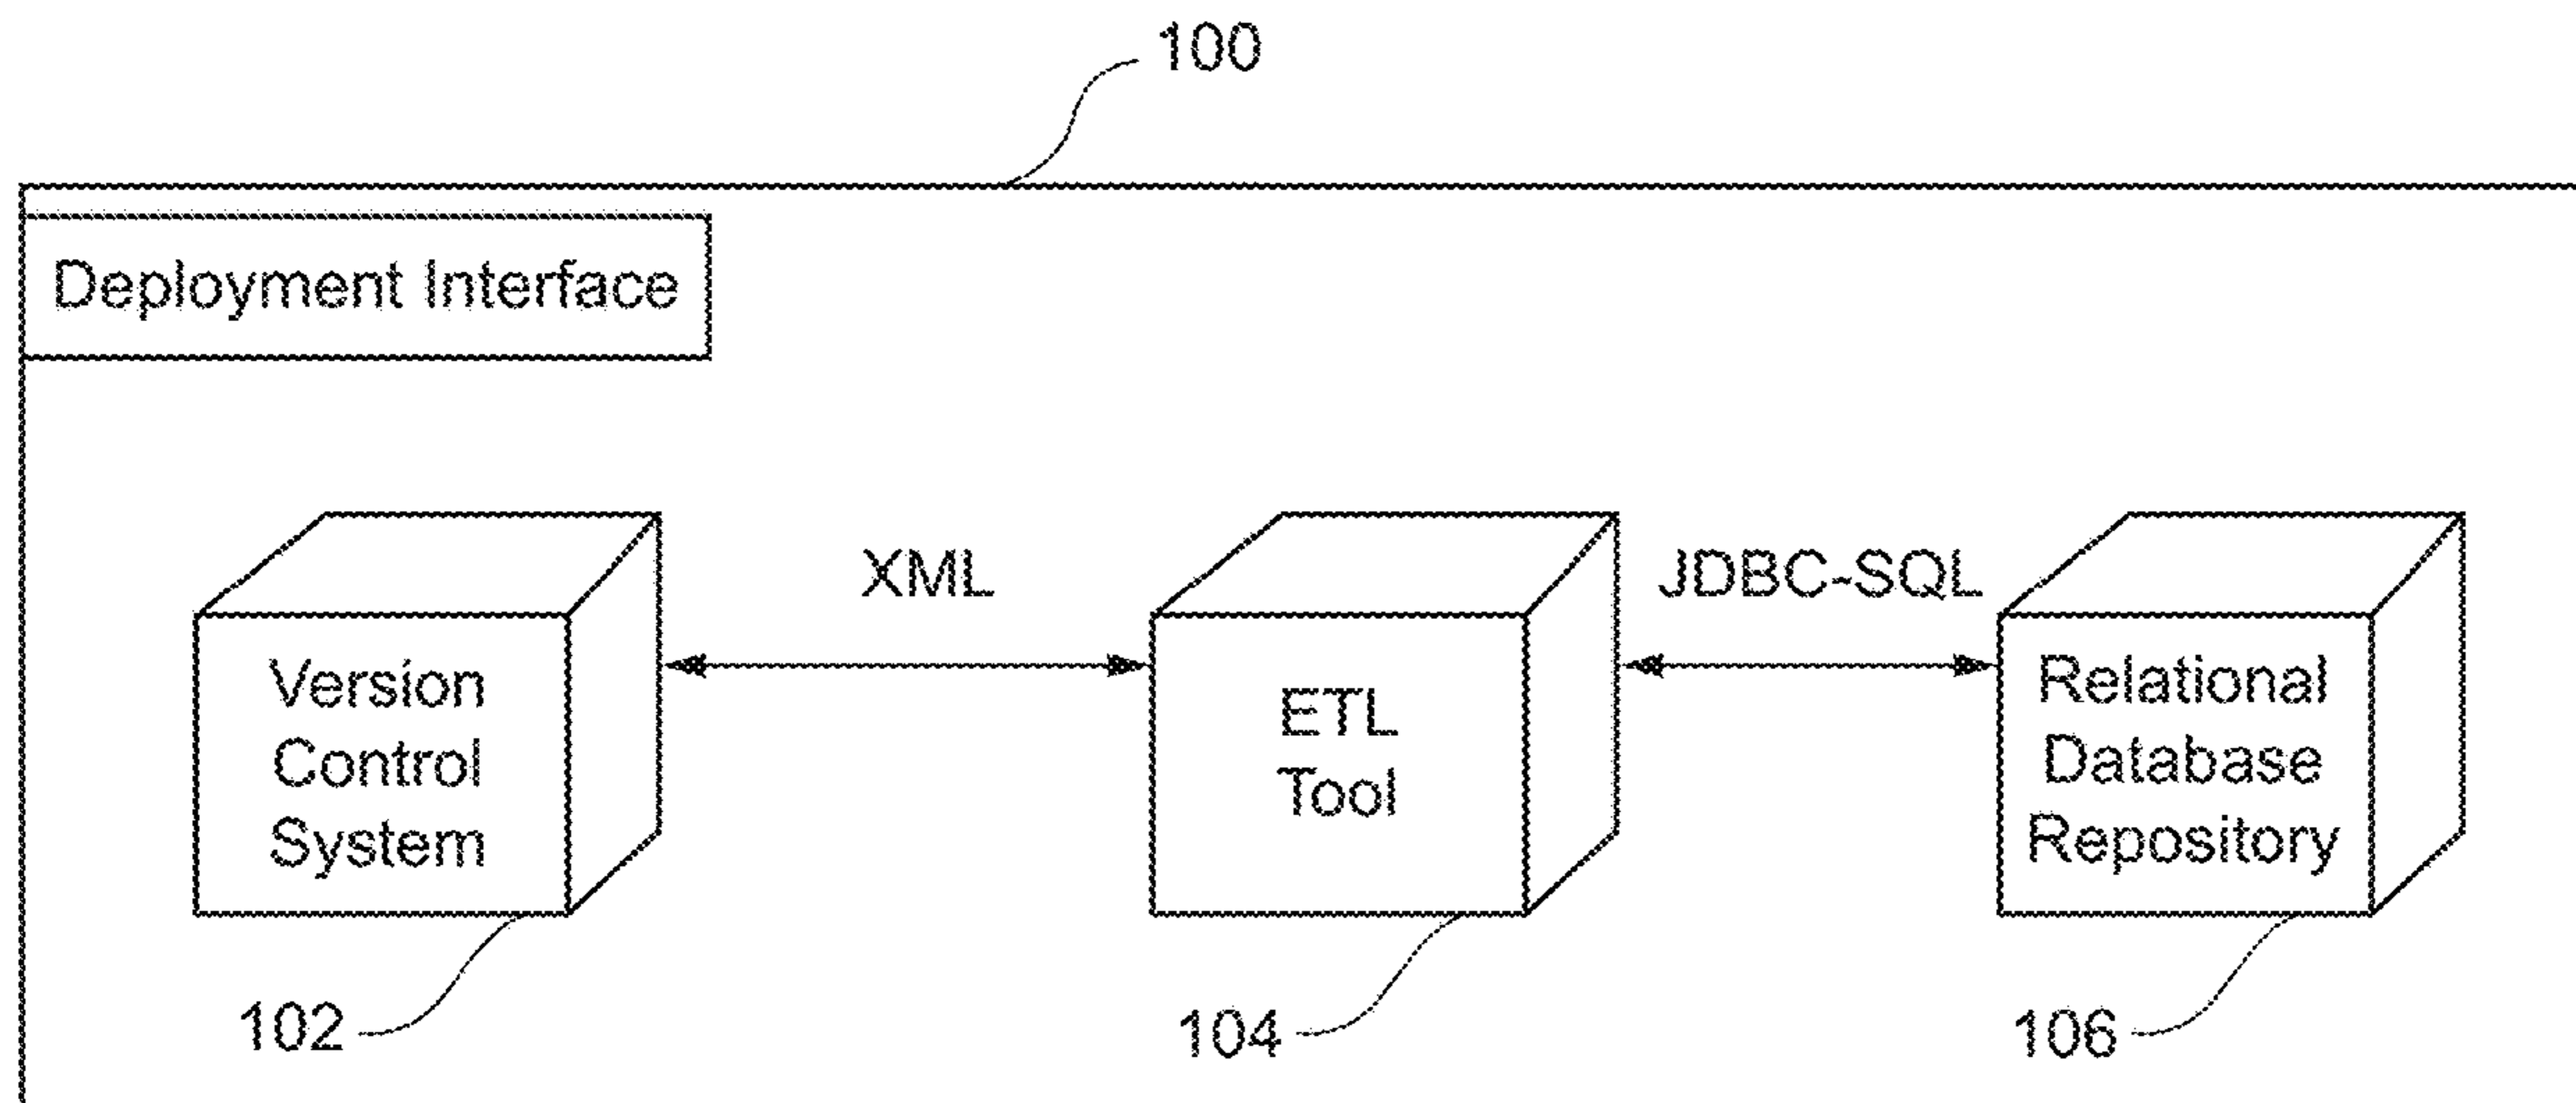 100
Deployment Interface
XML
JDBC-SQL
Version
Control
System
ETL
Tool
Relational
Database
Repository
102
104
106